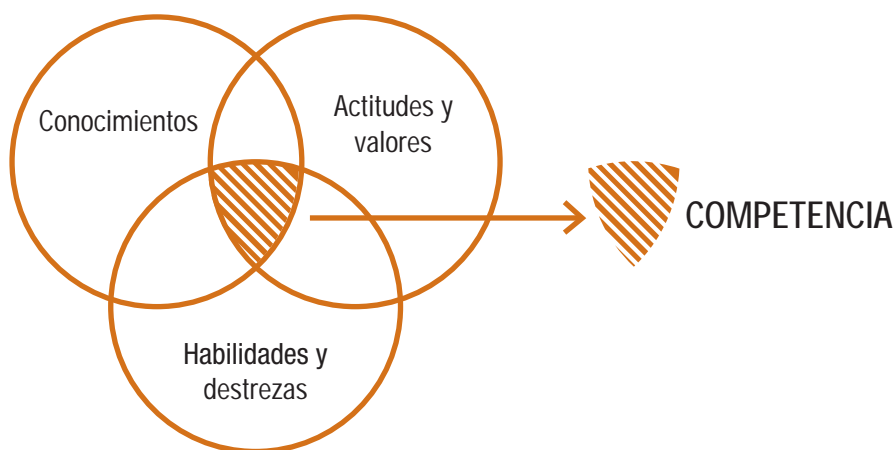 Conocimientos
Actitudes y
valores
COMPETENCIA
Habilidades y
destrezas